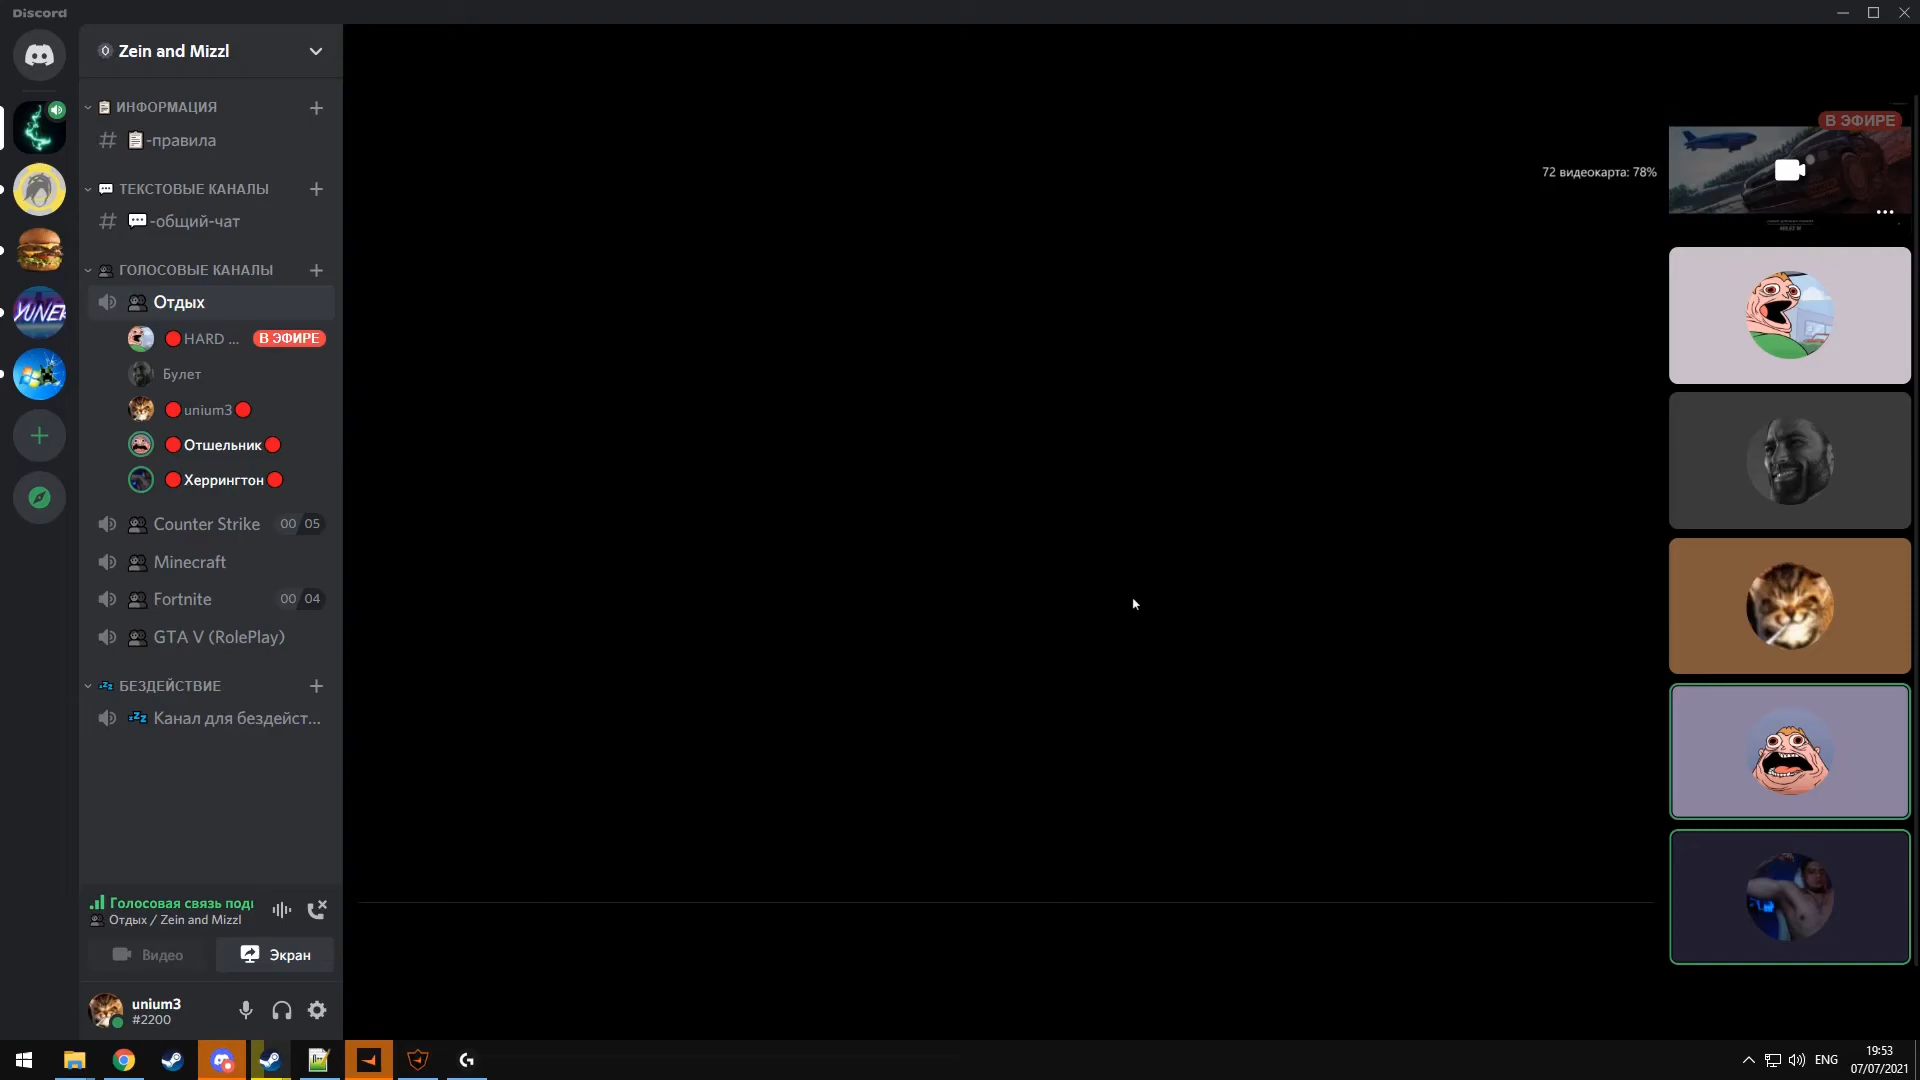 Discord
Zein and Mizzl
ИНФОРМАЦИЯ
-правила
ТЕКСТОВЫЕ КАНАЛЫ
-общий-чат
ГОЛОСОВЫЕ КАНАЛЫ
Отдых
HARD ... В ЭФИРЕ
Булет
unium3
Отшельник
Херрингтон
Counter Strike 00 05
Minecraft
Fortnite 00 04
GTA V (RolePlay)
БЕЗДЕЙСТВИЕ
Канал для бездейст...
Голосовая связь подк
Отдых / Zein and Mizzl
Видео Экран
unium3
#2200
72 видеокарта: 78%
В ЭФИРЕ
YUNEK
ENG
19:53
07/07/2021